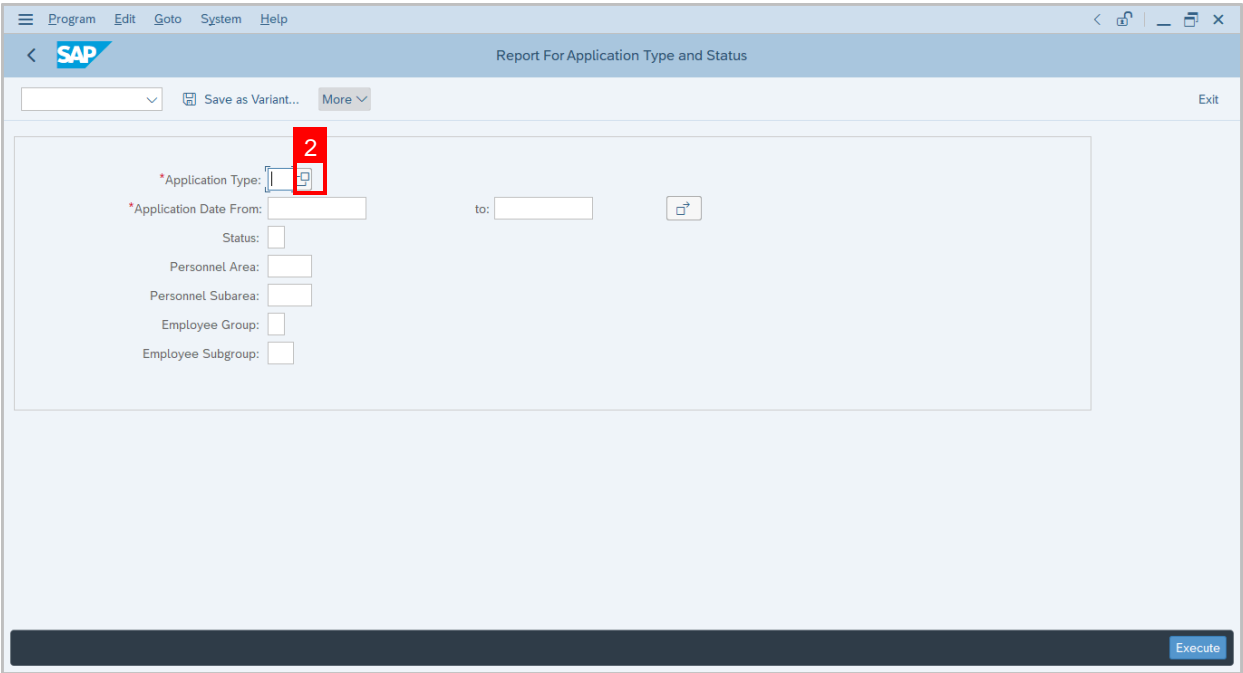 Program Edit Goto System Help
SAP
Report For Application Type and Status
Save as Variant... More Exit
2
*Application Type:
*Application Date From: to:
Status:
Personnel Area:
Personnel Subarea:
Employee Group:
Employee Subgroup:
Execute